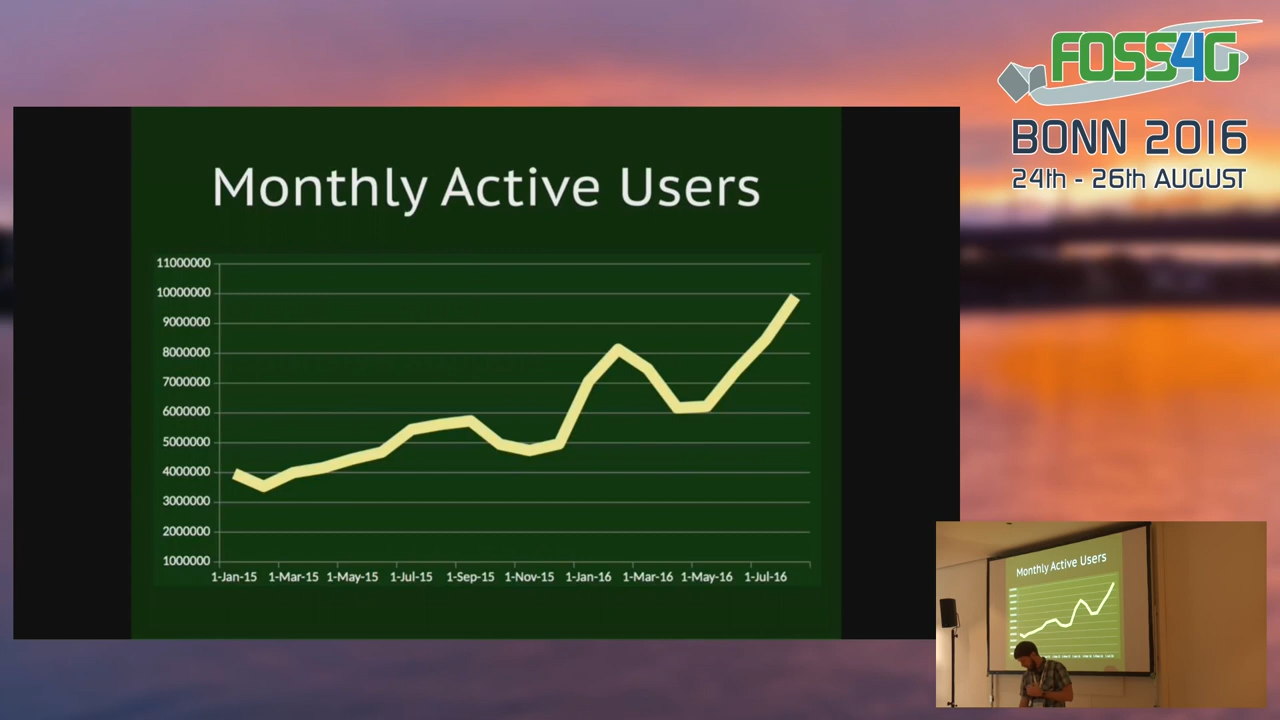 FOSS4G
BONN 2016
24th - 26th AUGUST
Monthly Active Users
11000000
10000000
9000000
8000000
7000000
6000000
5000000
4000000
3000000
2000000
1000000
1-Jan-15 1-Mar-15 1-May-15 1-Jul-15 1-Sep-15 1-Nov-15 1-Jan-16 1-Mar-16 1-May-16 1-Jul-16
Monthly Active Users